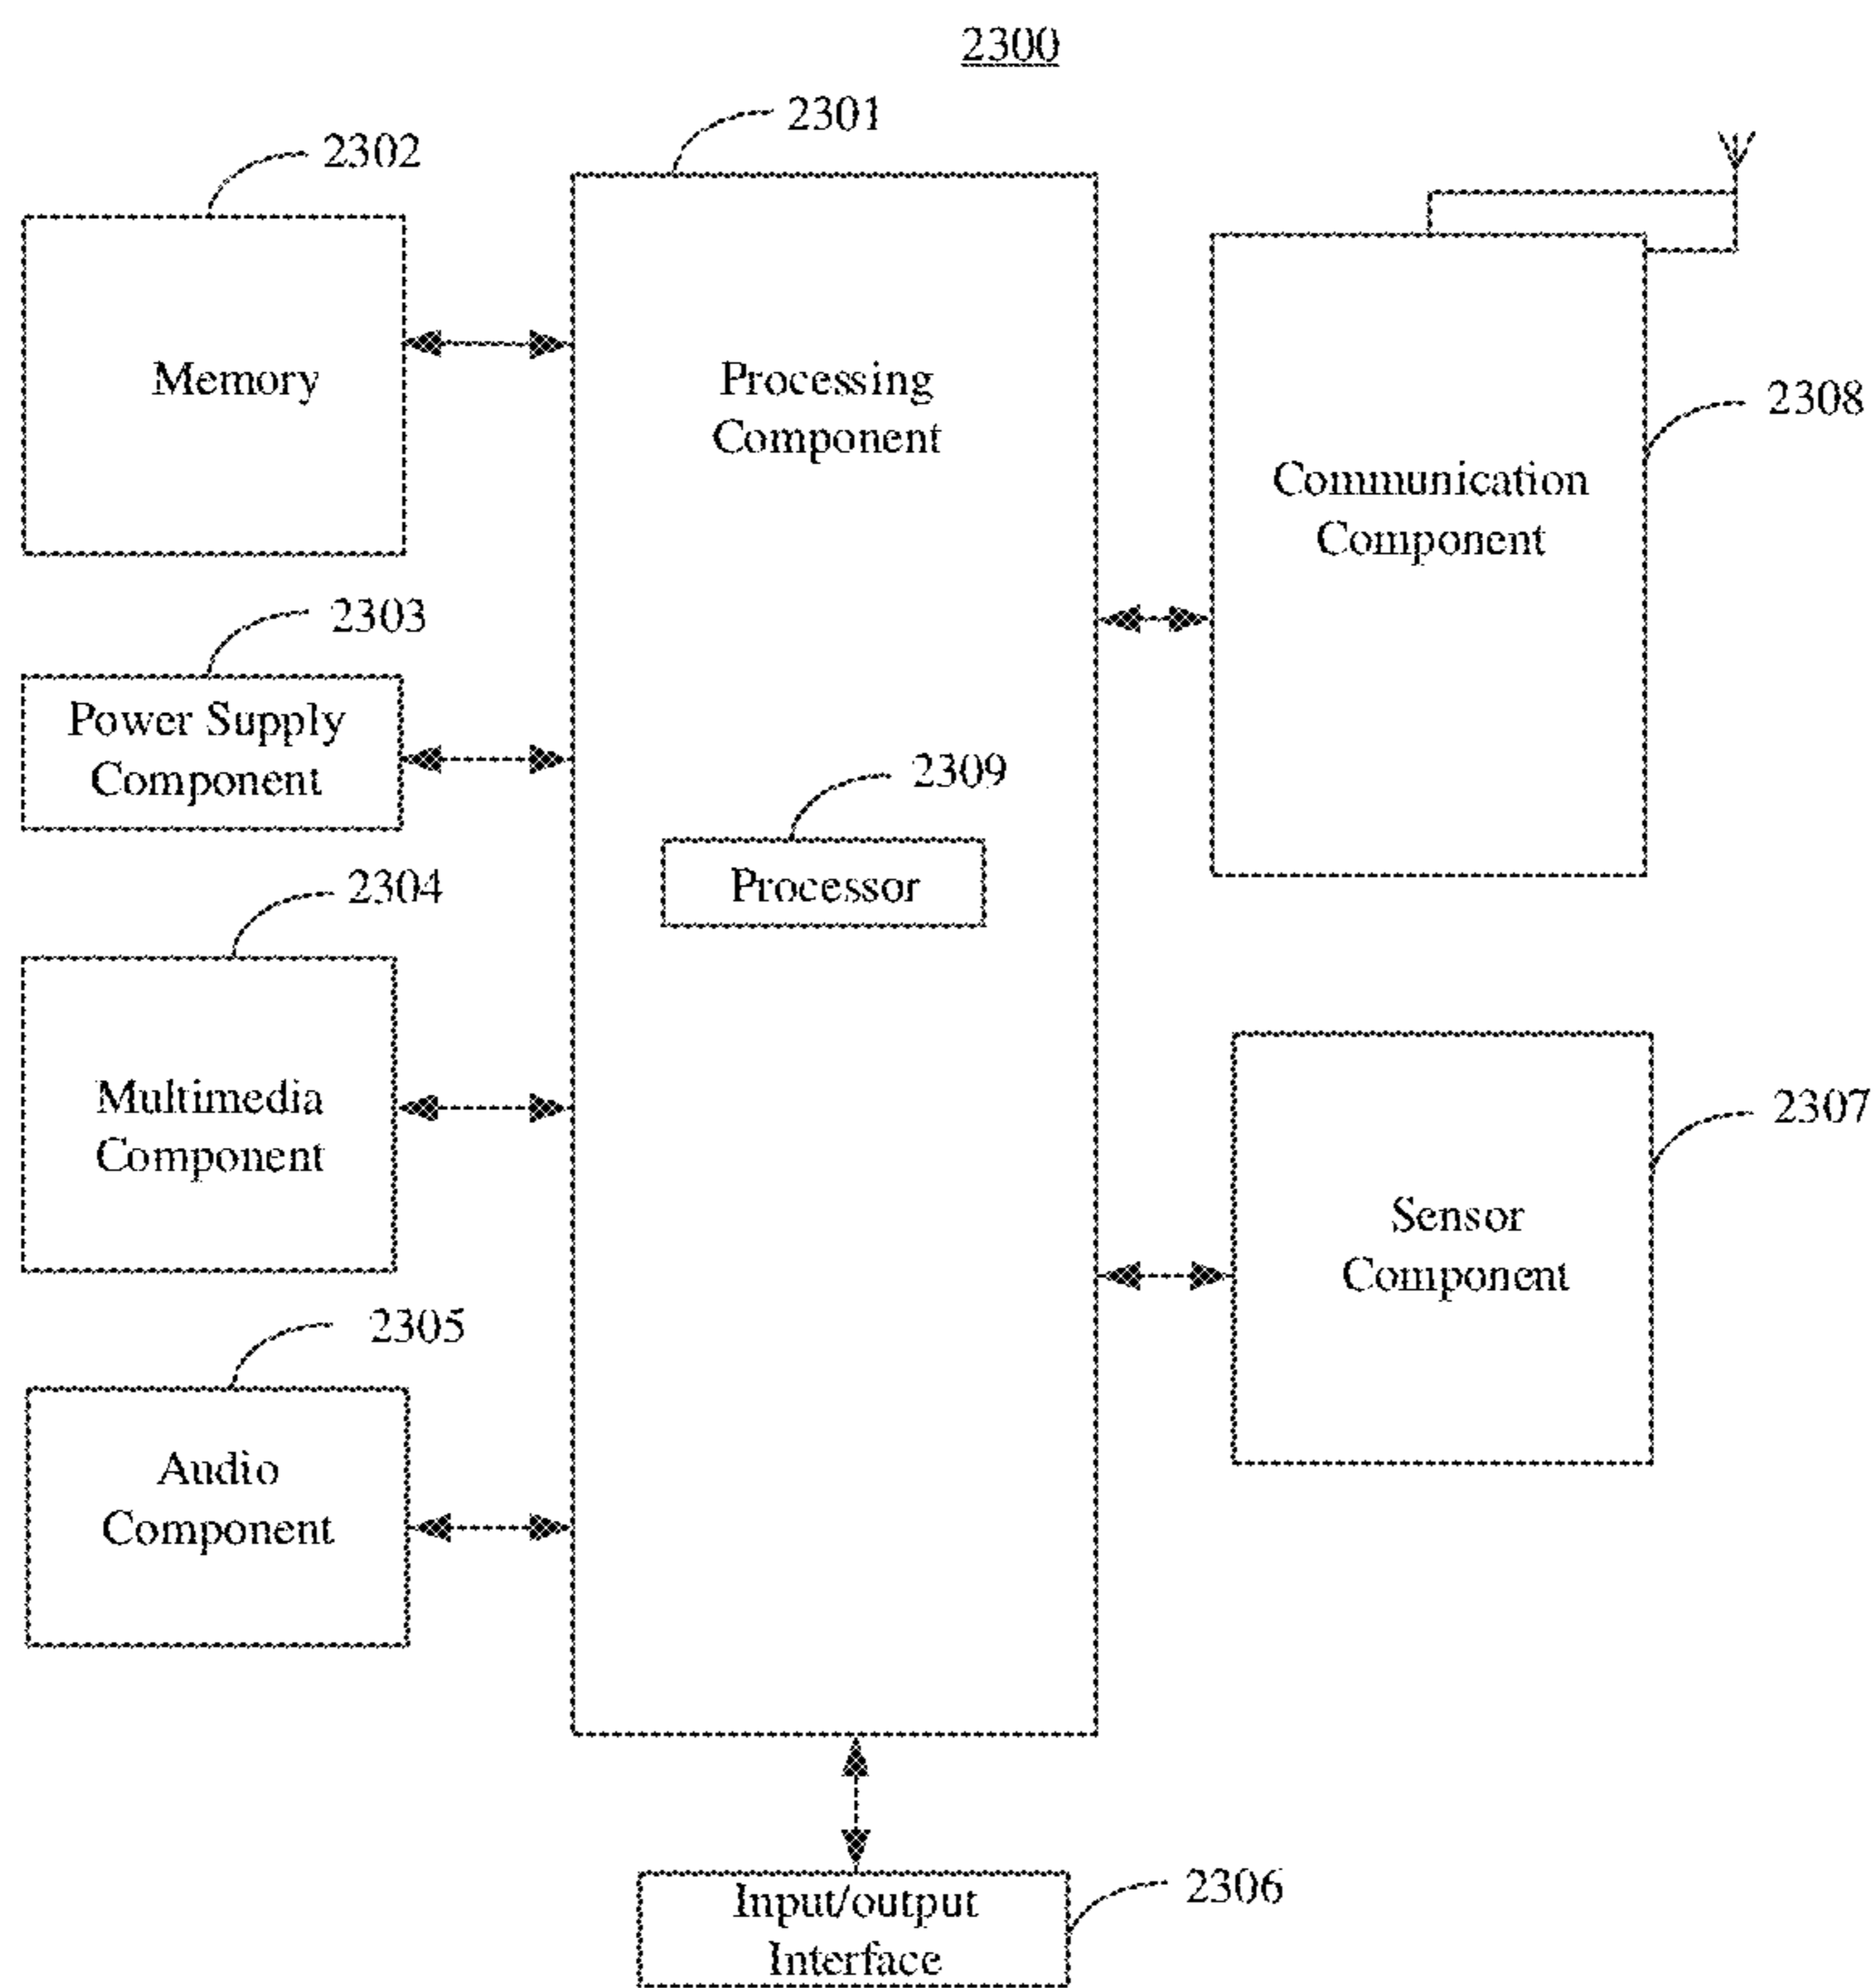 2300
2301
2302
Memory
Processing
Component
2308
Communication
Component
2303
Power Supply
Component
2309
Processor
2304
Multimedia
Component
2307
Sensor
Component
2305
Audio
Component
2306
Input/output
Interface